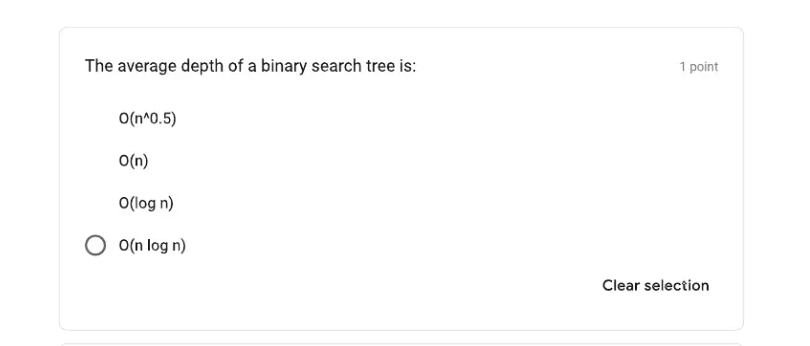 The average depth of a binary search tree is:
1 point
O(n^0.5)
O(n)
O(log n)
O(n log n)
Clear selection